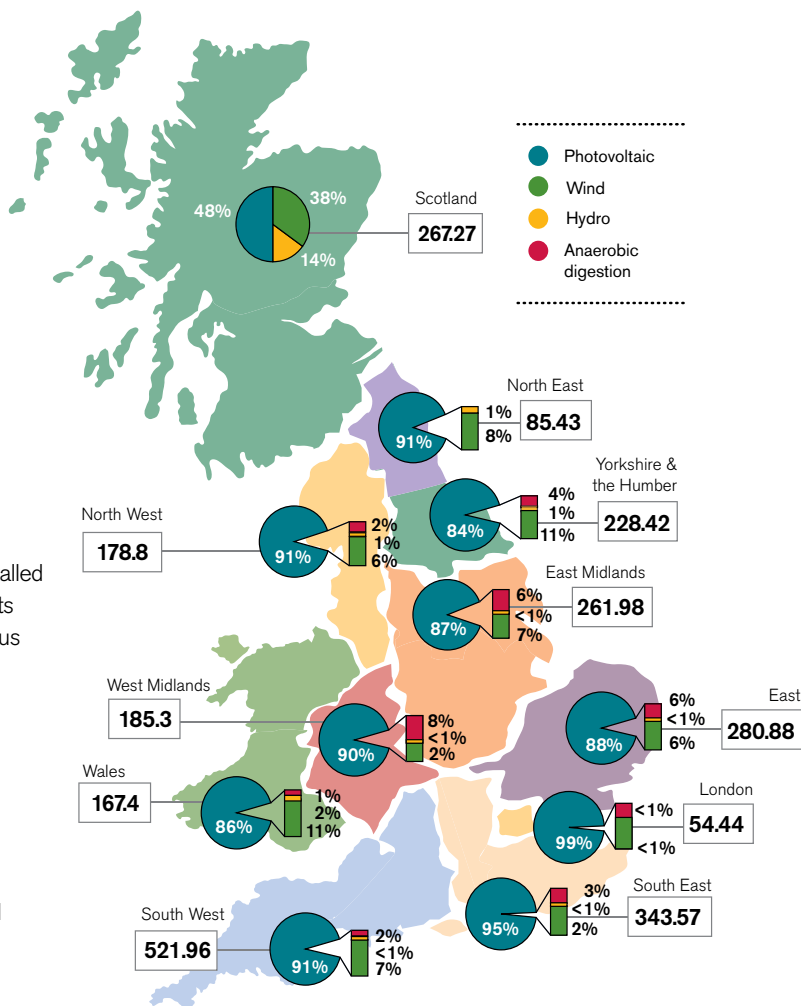 Photovoltaic
Wind
Hydro
Anaerobic
digestion
Scotland
267.27
48%
38%
14%
North East
85.43
91%
1%
8%
Yorkshire &
the Humber
228.42
84%
4%
1%
11%
North West
178.8
91%
2%
1%
6%
alled
ts
us
East Midlands
261.98
87%
6%
<1%
7%
West Midlands
185.3
90%
8%
<1%
2%
East
280.88
88%
6%
<1%
6%
Wales
167.4
86%
1%
2%
11%
London
54.44
99%
<1%
<1%
South East
343.57
95%
3%
<1%
2%
South West
521.96
91%
2%
<1%
7%